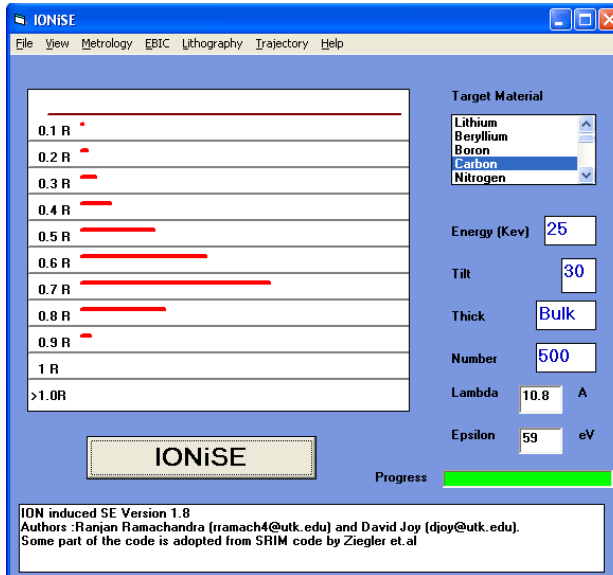 IONiSE
File View Metrology EBIC Lithography Trajectory Help
0.1 R
0.2 R
0.3 R
0.4 R
0.5 R
0.6 R
0.7 R
0.8 R
0.9 R
1 R
>1.0R
Target Material
Lithium
Beryllium
Boron
Carbon
Nitrogen
Energy (Kev) 25
Tilt 30
Thick Bulk
Number 500
Lambda 10.8 A
Epsilon 59 eV
IONiSE
Progress
ION induced SE Version 1.8
Authors :Ranjan Ramachandra (rramach4@utk.edu) and David Joy (djoy@utk.edu).
Some part of the code is adopted from SRIM code by Ziegler et.al